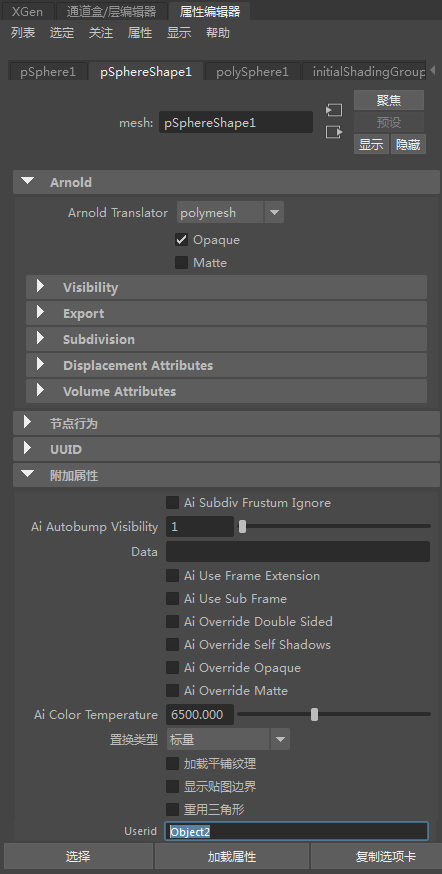 XGen 通道盒/层编辑器 属性编辑器
列表 选定 关注 属性 显示 帮助
pSphere1 pSphereShape1 polySphere1 initialShadingGroup
聚焦
mesh: pSphereShape1
预设
显示 隐藏
Arnold
Arnold Translator polymesh
Opaque
Matte
Visibility
Export
Subdivision
Displacement Attributes
Volume Attributes
节点行为
UUID
附加属性
Ai Subdiv Frustum Ignore
Ai Autobump Visibility 1
Data
Ai Use Frame Extension
Ai Use Sub Frame
Ai Override Double Sided
Ai Override Self Shadows
Ai Override Opaque
Ai Override Matte
Ai Color Temperature 6500.000
置换类型 标量
加载平铺纹理
显示贴图边界
重用三角形
Userid Object2
选择 加载属性 复制选项卡